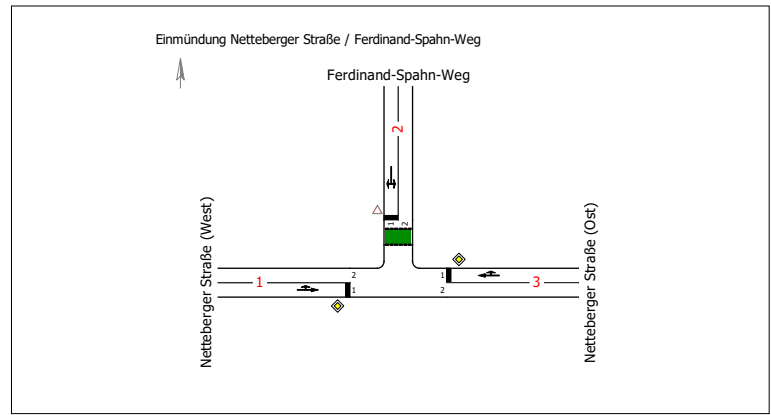 Einmündung Netteberger Straße / Ferdinand-Spahn-Weg
Ferdinand-Spahn-Weg
2
1
2
Netteberger Straße (West)
1
2
1
Netteberger Straße (Ost)
1
3
2